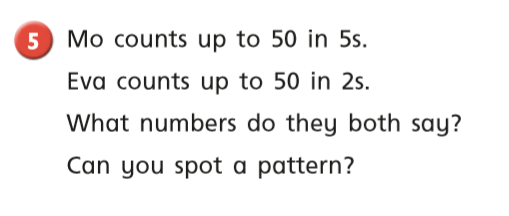 5 Mo counts up to 50 in 5s.
Eva counts up to 50 in 2s.
What numbers do they both say?
Can you spot a pattern?